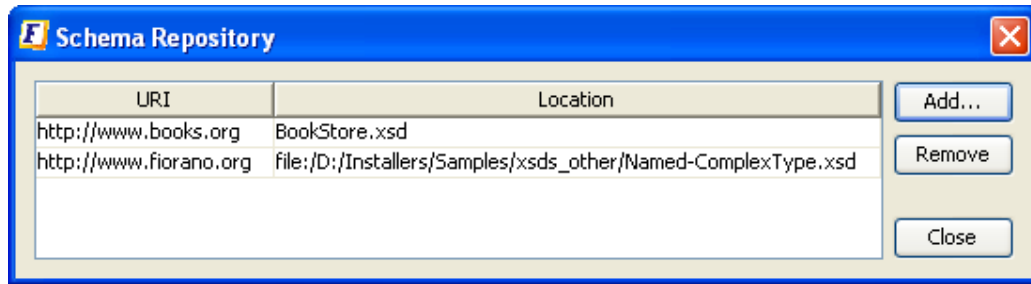 Schema Repository
URI Location
http://www.books.org BookStore.xsd
http://www.fiorano.org file:/D:/Installers/Samples/xsds_other/Named-ComplexType.xsd
Add...
Remove
Close